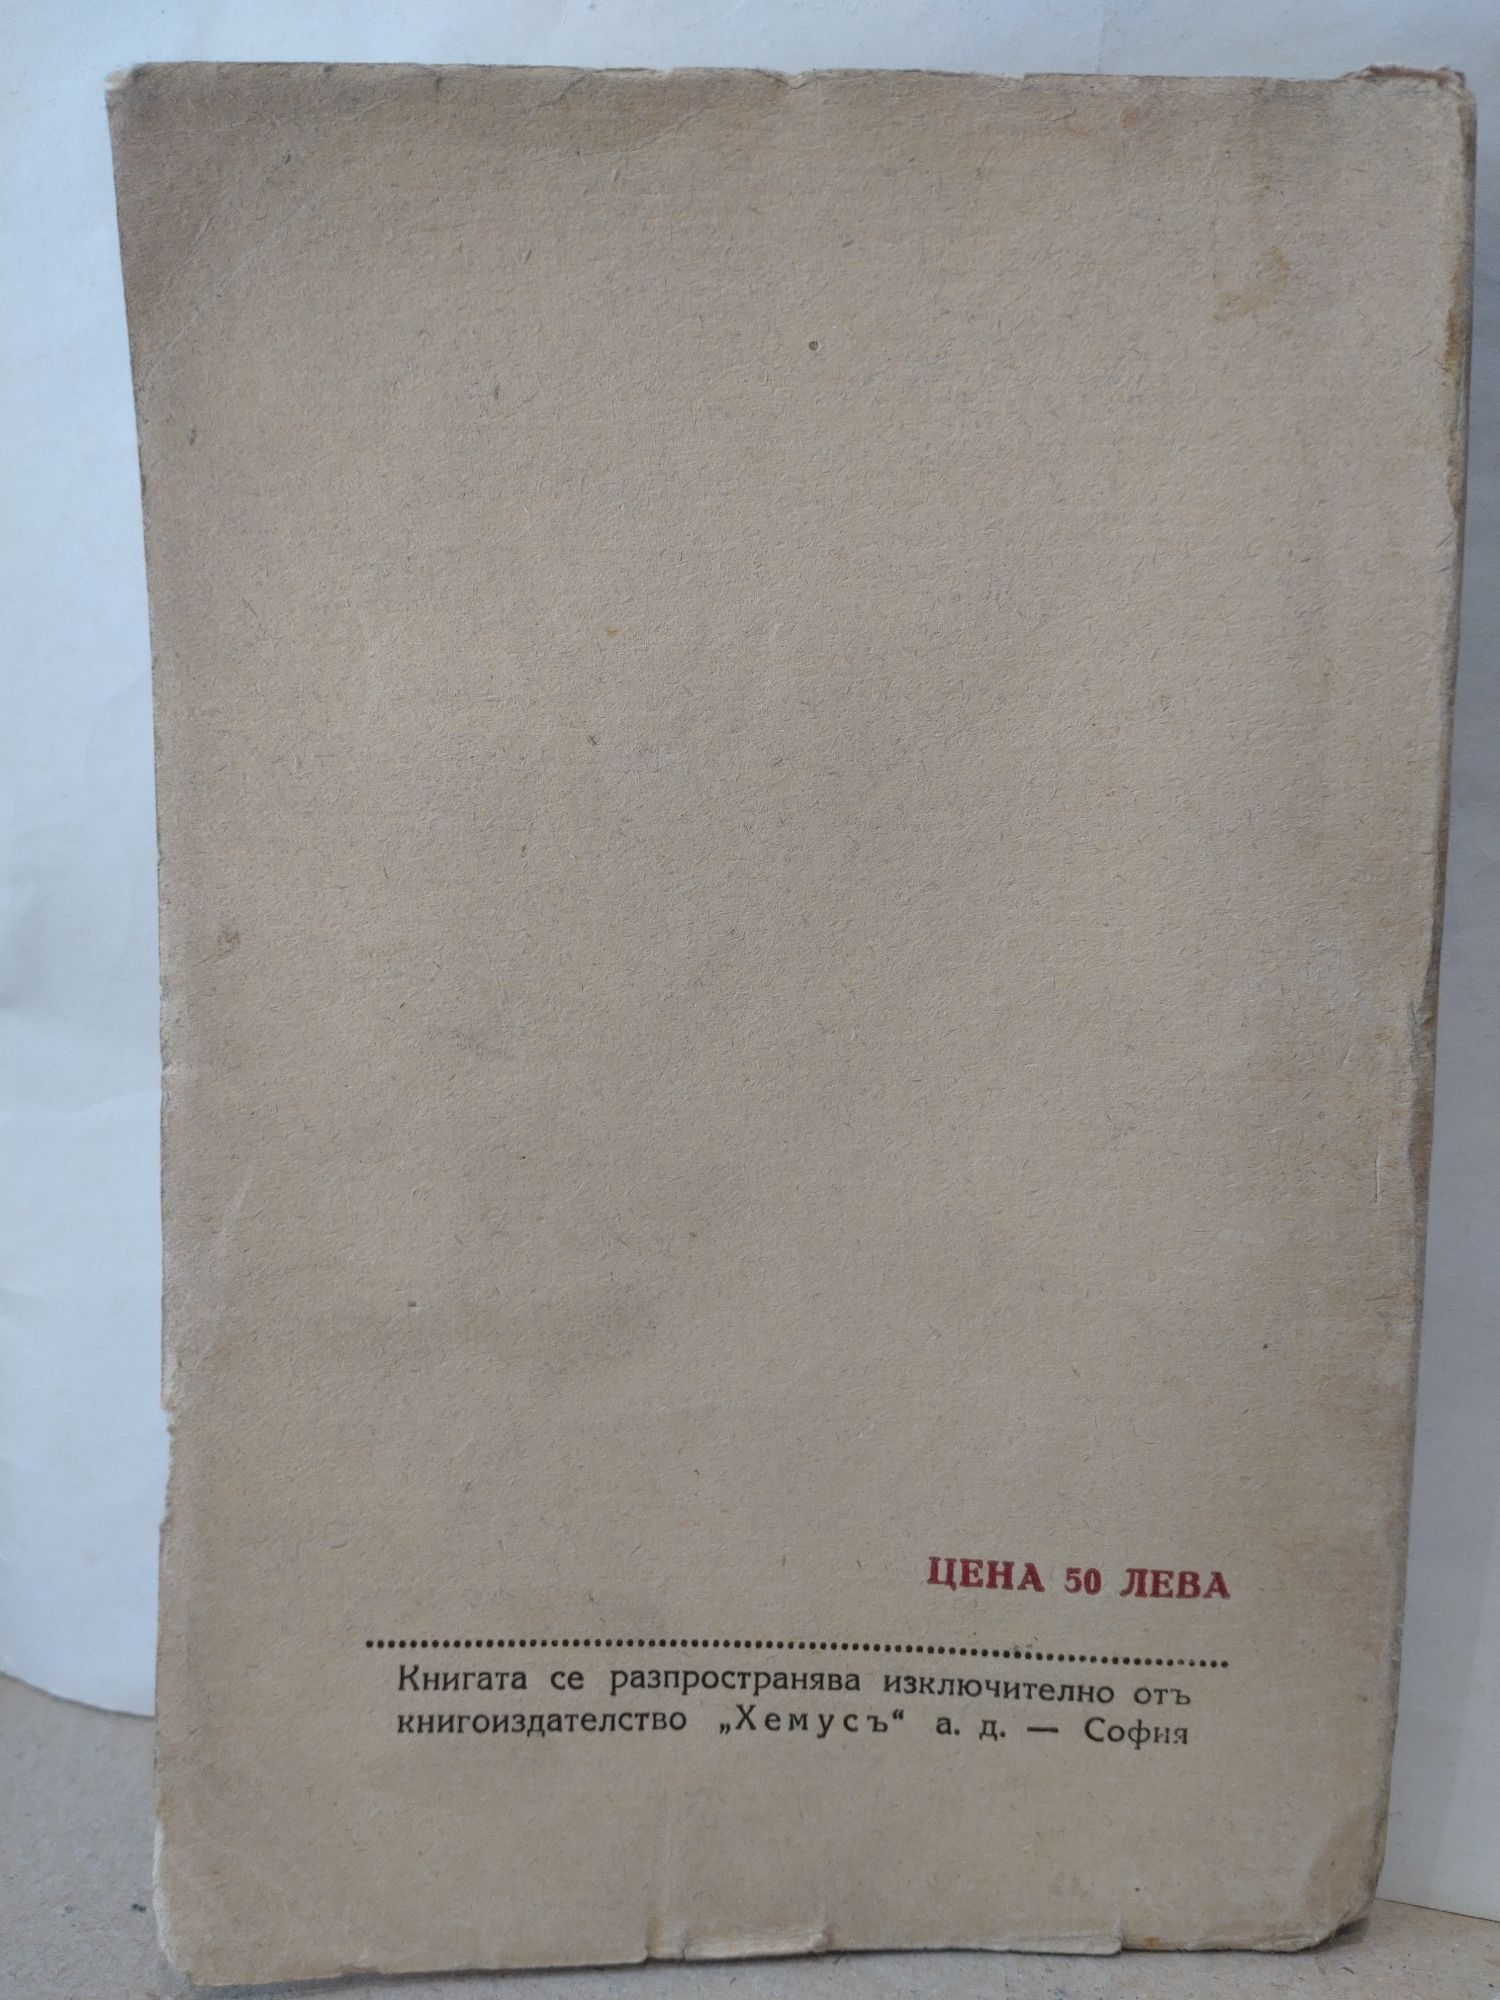 ЦЕНА 50 ЛЕВА
Книгата се разпространява изключително отъ
книгоиздателство „Хемусъ“ а. д. — София